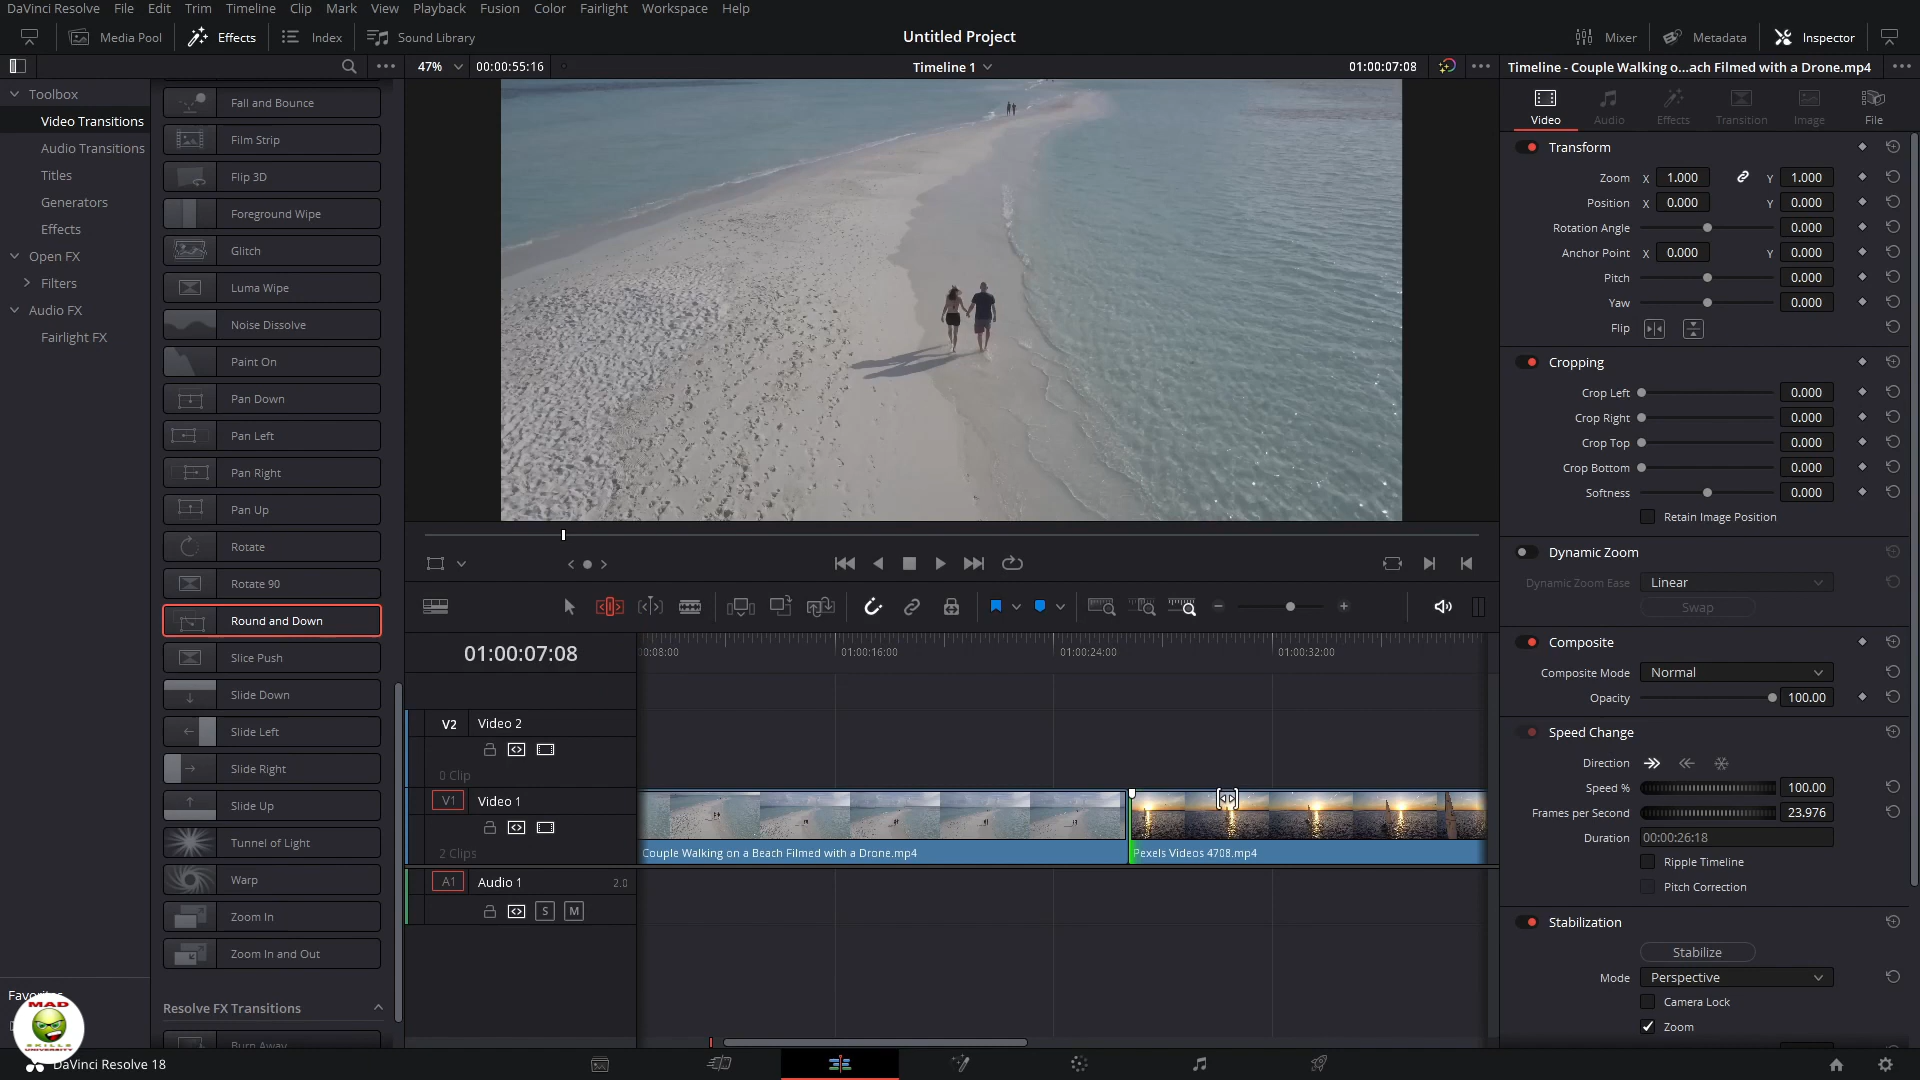 DaVinci Resolve File Edit Trim Timeline Clip Mark View Playback Fusion Color Fairlight Workspace Help
Media Pool Effects Index Sound Library Untitled Project Mixer Metadata Inspector
47% 00:00:55:16 Timeline 1 01:00:07:08 Timeline - Couple Walking o...ach Filmed with a Drone.mp4
Toolbox
Video Transitions
Audio Transitions
Titles
Generators
Effects
Open FX
Filters
Audio FX
Fairlight FX
Favorites
Fall and Bounce
Film Strip
Flip 3D
Foreground Wipe
Glitch
Luma Wipe
Noise Dissolve
Paint On
Pan Down
Pan Left
Pan Right
Pan Up
Rotate
Rotate 90
Round and Down
Slice Push
Slide Down
Slide Left
Slide Right
Slide Up
Tunnel of Light
Warp
Zoom In
Zoom In and Out
Resolve FX Transitions
Burn Away
01:00:07:08
00:08:00 01:00:16:00 01:00:24:00 01:00:32:00
V2 Video 2
0 Clip
V1 Video 1
2 Clips
Couple Walking on a Beach Filmed with a Drone.mp4 Pexels Videos 4708.mp4
A1 Audio 1 2.0
S M
Video Audio Effects Transition Image File
Transform
Zoom X 1.000 Y 1.000
Position X 0.000 Y 0.000
Rotation Angle 0.000
Anchor Point X 0.000 Y 0.000
Pitch 0.000
Yaw 0.000
Flip
Cropping
Crop Left 0.000
Crop Right 0.000
Crop Top 0.000
Crop Bottom 0.000
Softness 0.000
Retain Image Position
Dynamic Zoom
Dynamic Zoom Ease Linear
Swap
Composite
Composite Mode Normal
Opacity 100.00
Speed Change
Direction
Speed % 100.00
Frames per Second 23.976
Duration 00:00:26:18
Ripple Timeline
Pitch Correction
Stabilization
Stabilize
Mode Perspective
Camera Lock
Zoom
MAD
SKILLS
UNIVERSITY
DaVinci Resolve 18